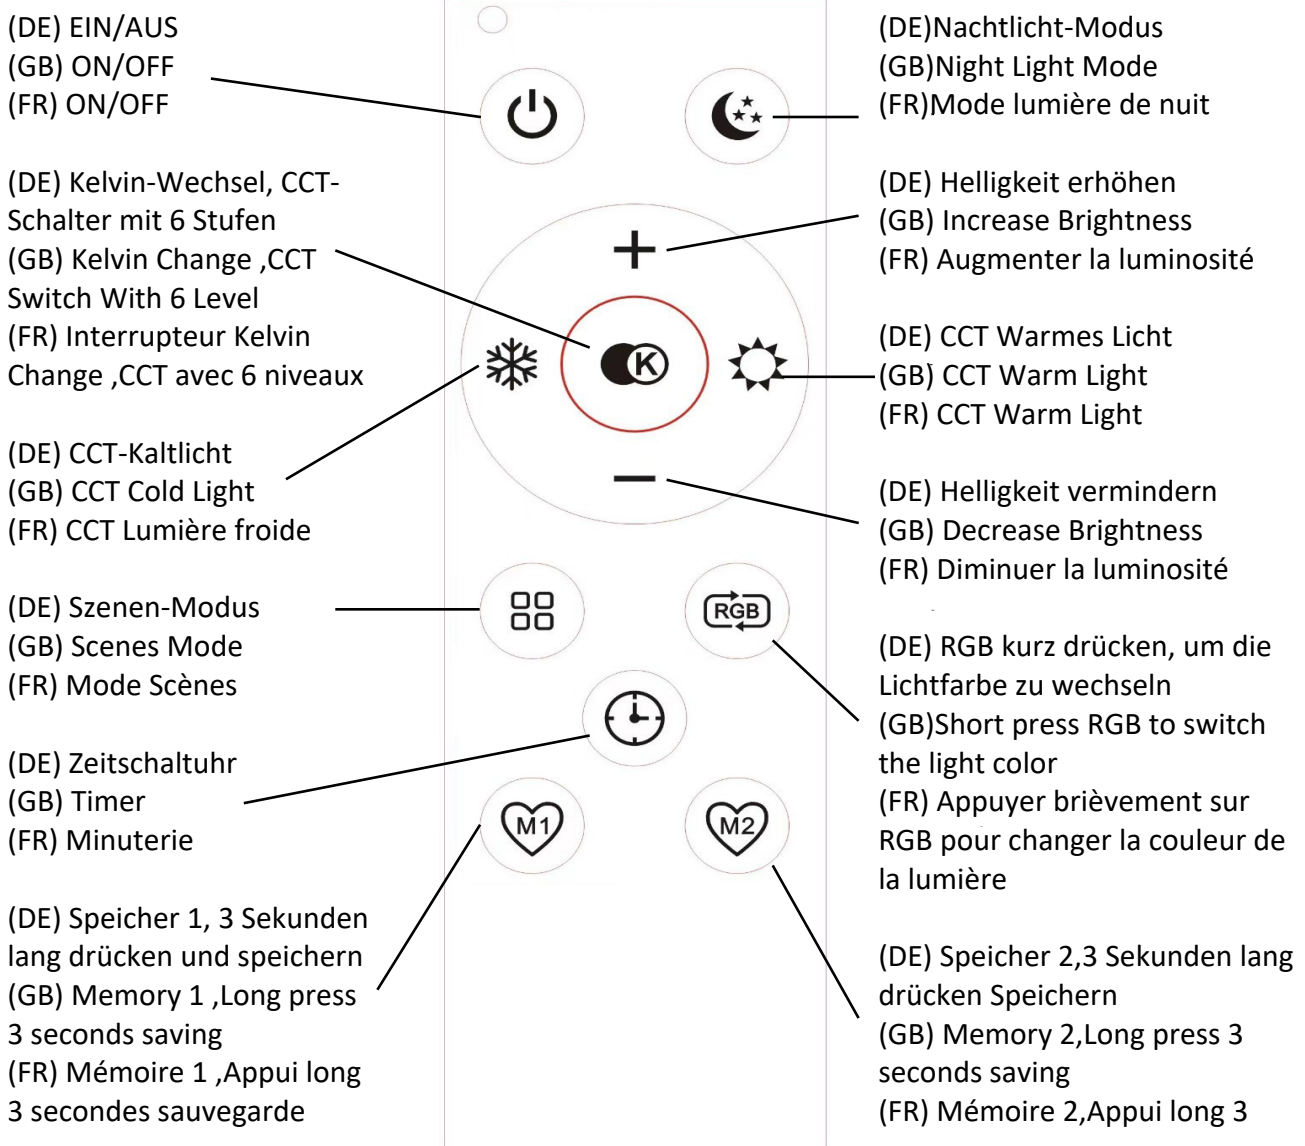 (DE) EIN/AUS
(GB) ON/OFF
(FR) ON/OFF
(DE) Kelvin-Wechsel, CCT-
Schalter mit 6 Stufen
(GB) Kelvin Change ,CCT
Switch With 6 Level
(FR) Interrupteur Kelvin
Change ,CCT avec 6 niveaux
(DE) CCT-Kaltlicht
(GB) CCT Cold Light
(FR) CCT Lumière froide
(DE) Szenen-Modus
(GB) Scenes Mode
(FR) Mode Scènes
(DE) Zeitschaltuhr
(GB) Timer
(FR) Minuterie
(DE) Speicher 1, 3 Sekunden
lang drücken und speichern
(GB) Memory 1 ,Long press
3 seconds saving
(FR) Mémoire 1 ,Appui long
3 secondes sauvegarde
K
RGB
M1
M2
(DE)Nachtlicht-Modus
(GB)Night Light Mode
(FR)Mode lumière de nuit
(DE) Helligkeit erhöhen
(GB) Increase Brightness
(FR) Augmenter la luminosité
(DE) CCT Warmes Licht
(GB) CCT Warm Light
(FR) CCT Warm Light
(DE) Helligkeit vermindern
(GB) Decrease Brightness
(FR) Diminuer la luminosité
(DE) RGB kurz drücken, um die
Lichtfarbe zu wechseln
(GB)Short press RGB to switch
the light color
(FR) Appuyer brièvement sur
RGB pour changer la couleur de
la lumière
(DE) Speicher 2,3 Sekunden lang
drücken Speichern
(GB) Memory 2,Long press 3
seconds saving
(FR) Mémoire 2,Appui long 3